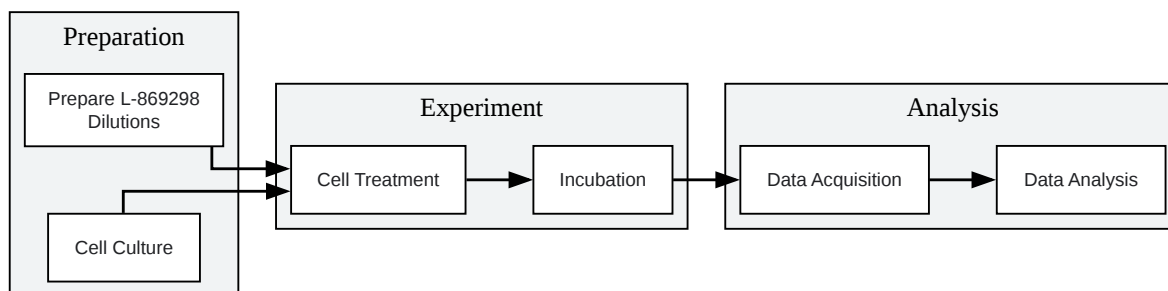 Preparation
Prepare L-869298
Dilutions
Cell Culture
Experiment
Cell Treatment
Incubation
Analysis
Data Acquisition
Data Analysis